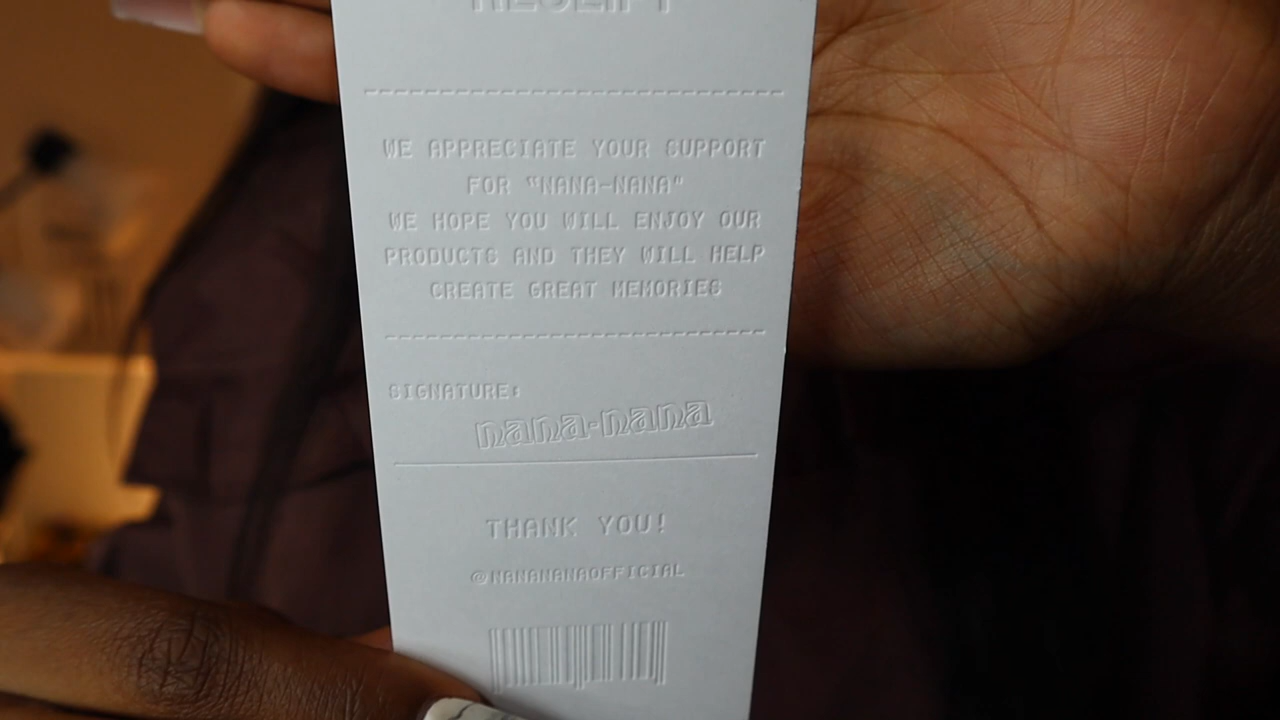 RECEIPT
WE APPRECIATE YOUR SUPPORT
FOR "NANA-NANA"
WE HOPE YOU WILL ENJOY OUR
PRODUCTS AND THEY WILL HELP
CREATE GREAT MEMORIES
SIGNATURE:
nana-nana
THANK YOU!
@NANANANAOFFICIAL